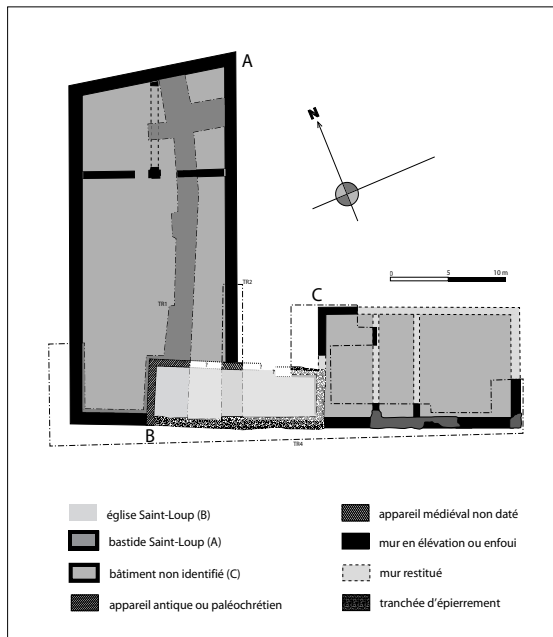 A
N
0 5 10 m
TR1
TR2
C
?
?
?
B
TR4
église Saint-Loup (B)
bastide Saint-Loup (A)
bâtiment non identifié (C)
appareil antique ou paléochrétien
appareil médiéval non daté
mur en élévation ou enfoui
mur restitué
tranchée d'épierrement